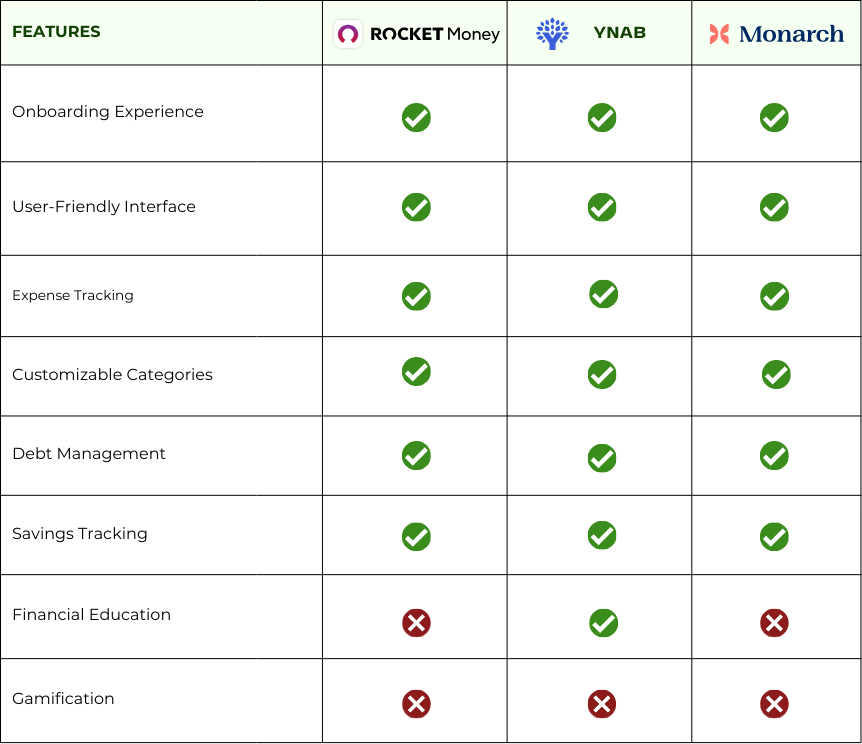 FEATURES ROCKET Money YNAB Monarch
Onboarding Experience
User-Friendly Interface
Expense Tracking
Customizable Categories
Debt Management
Savings Tracking
Financial Education
Gamification